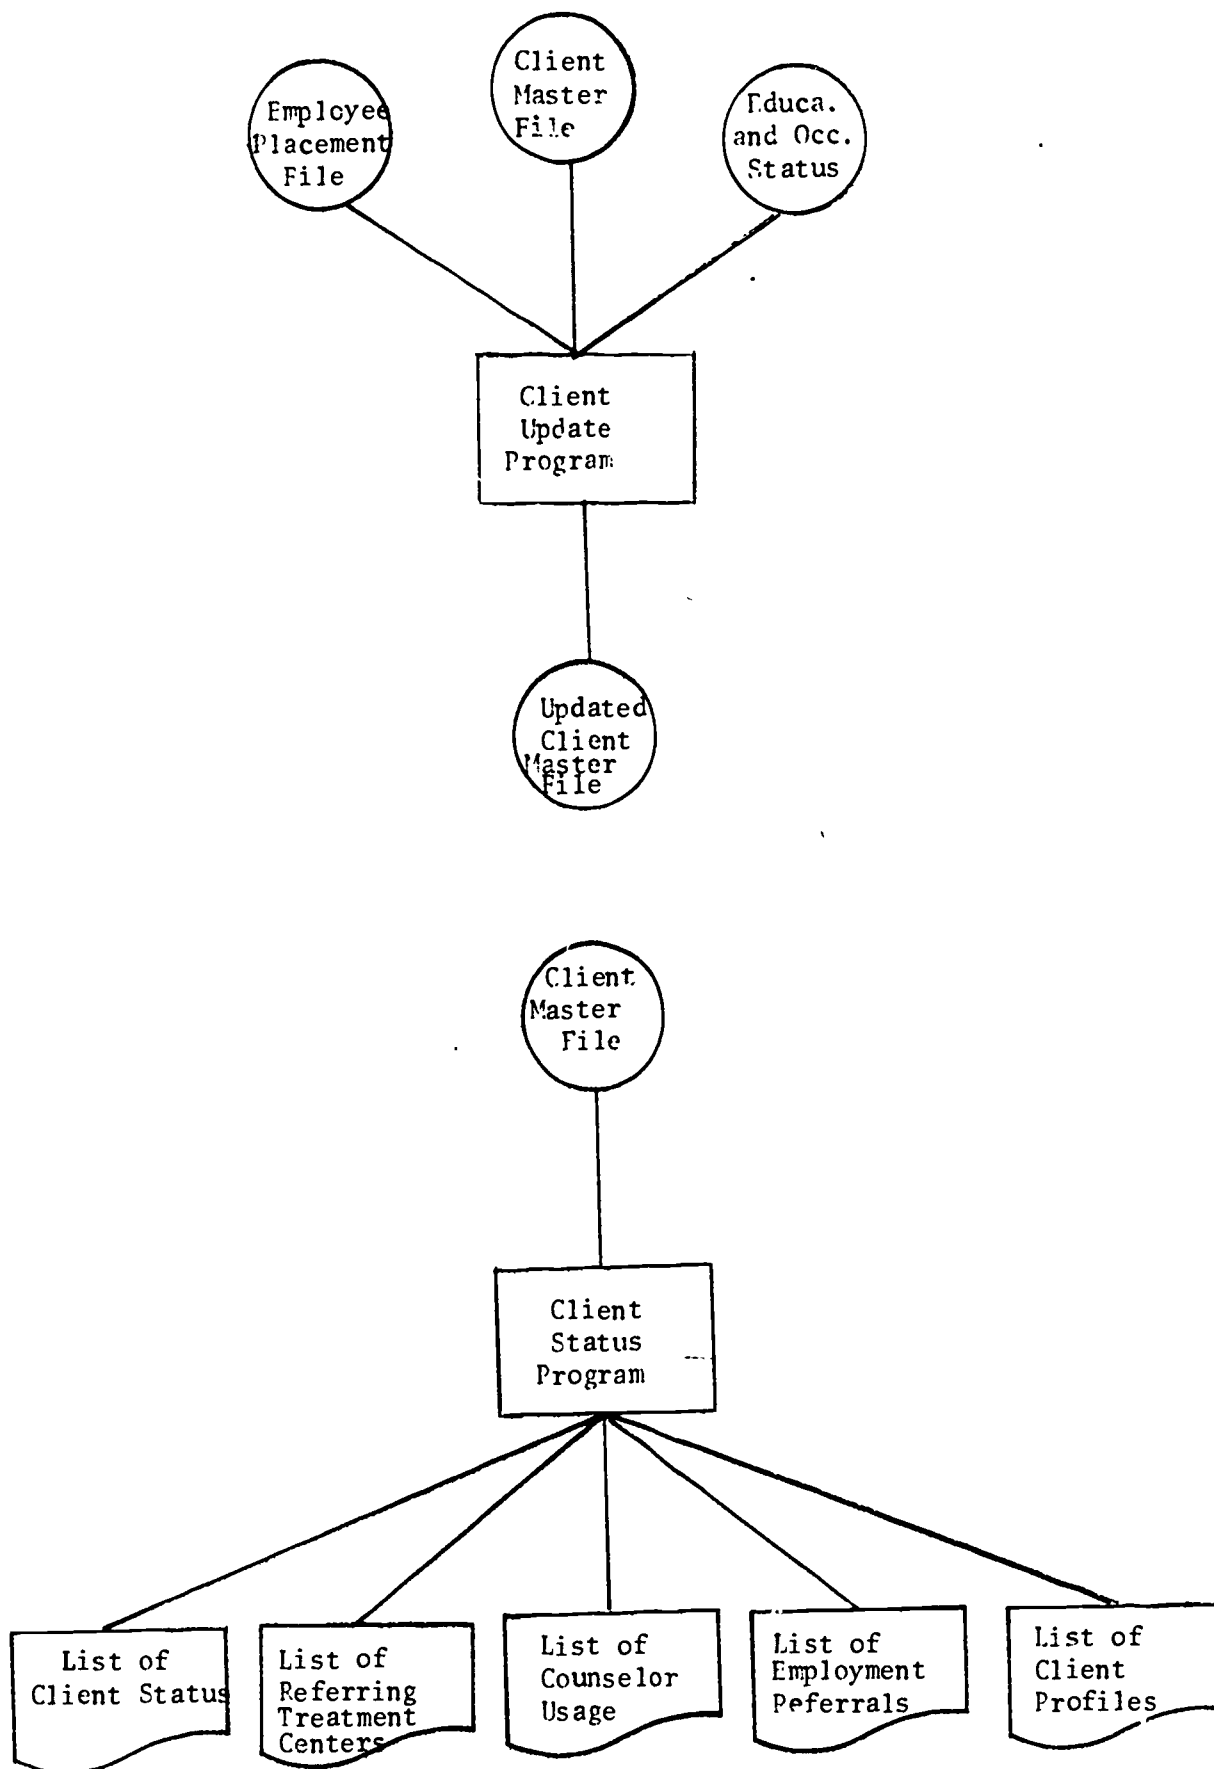 Employee
Placement
File
Client
Master
File
Educa.
and Occ.
Status
Client
Update
Program
Updated
Client
Master
File
Client
Master
File
Client
Status
Program
List of
Client Status
List of
Referring
Treatment
Centers
List of
Counselor
Usage
List of
Employment
Referrals
List of
Client
Profiles